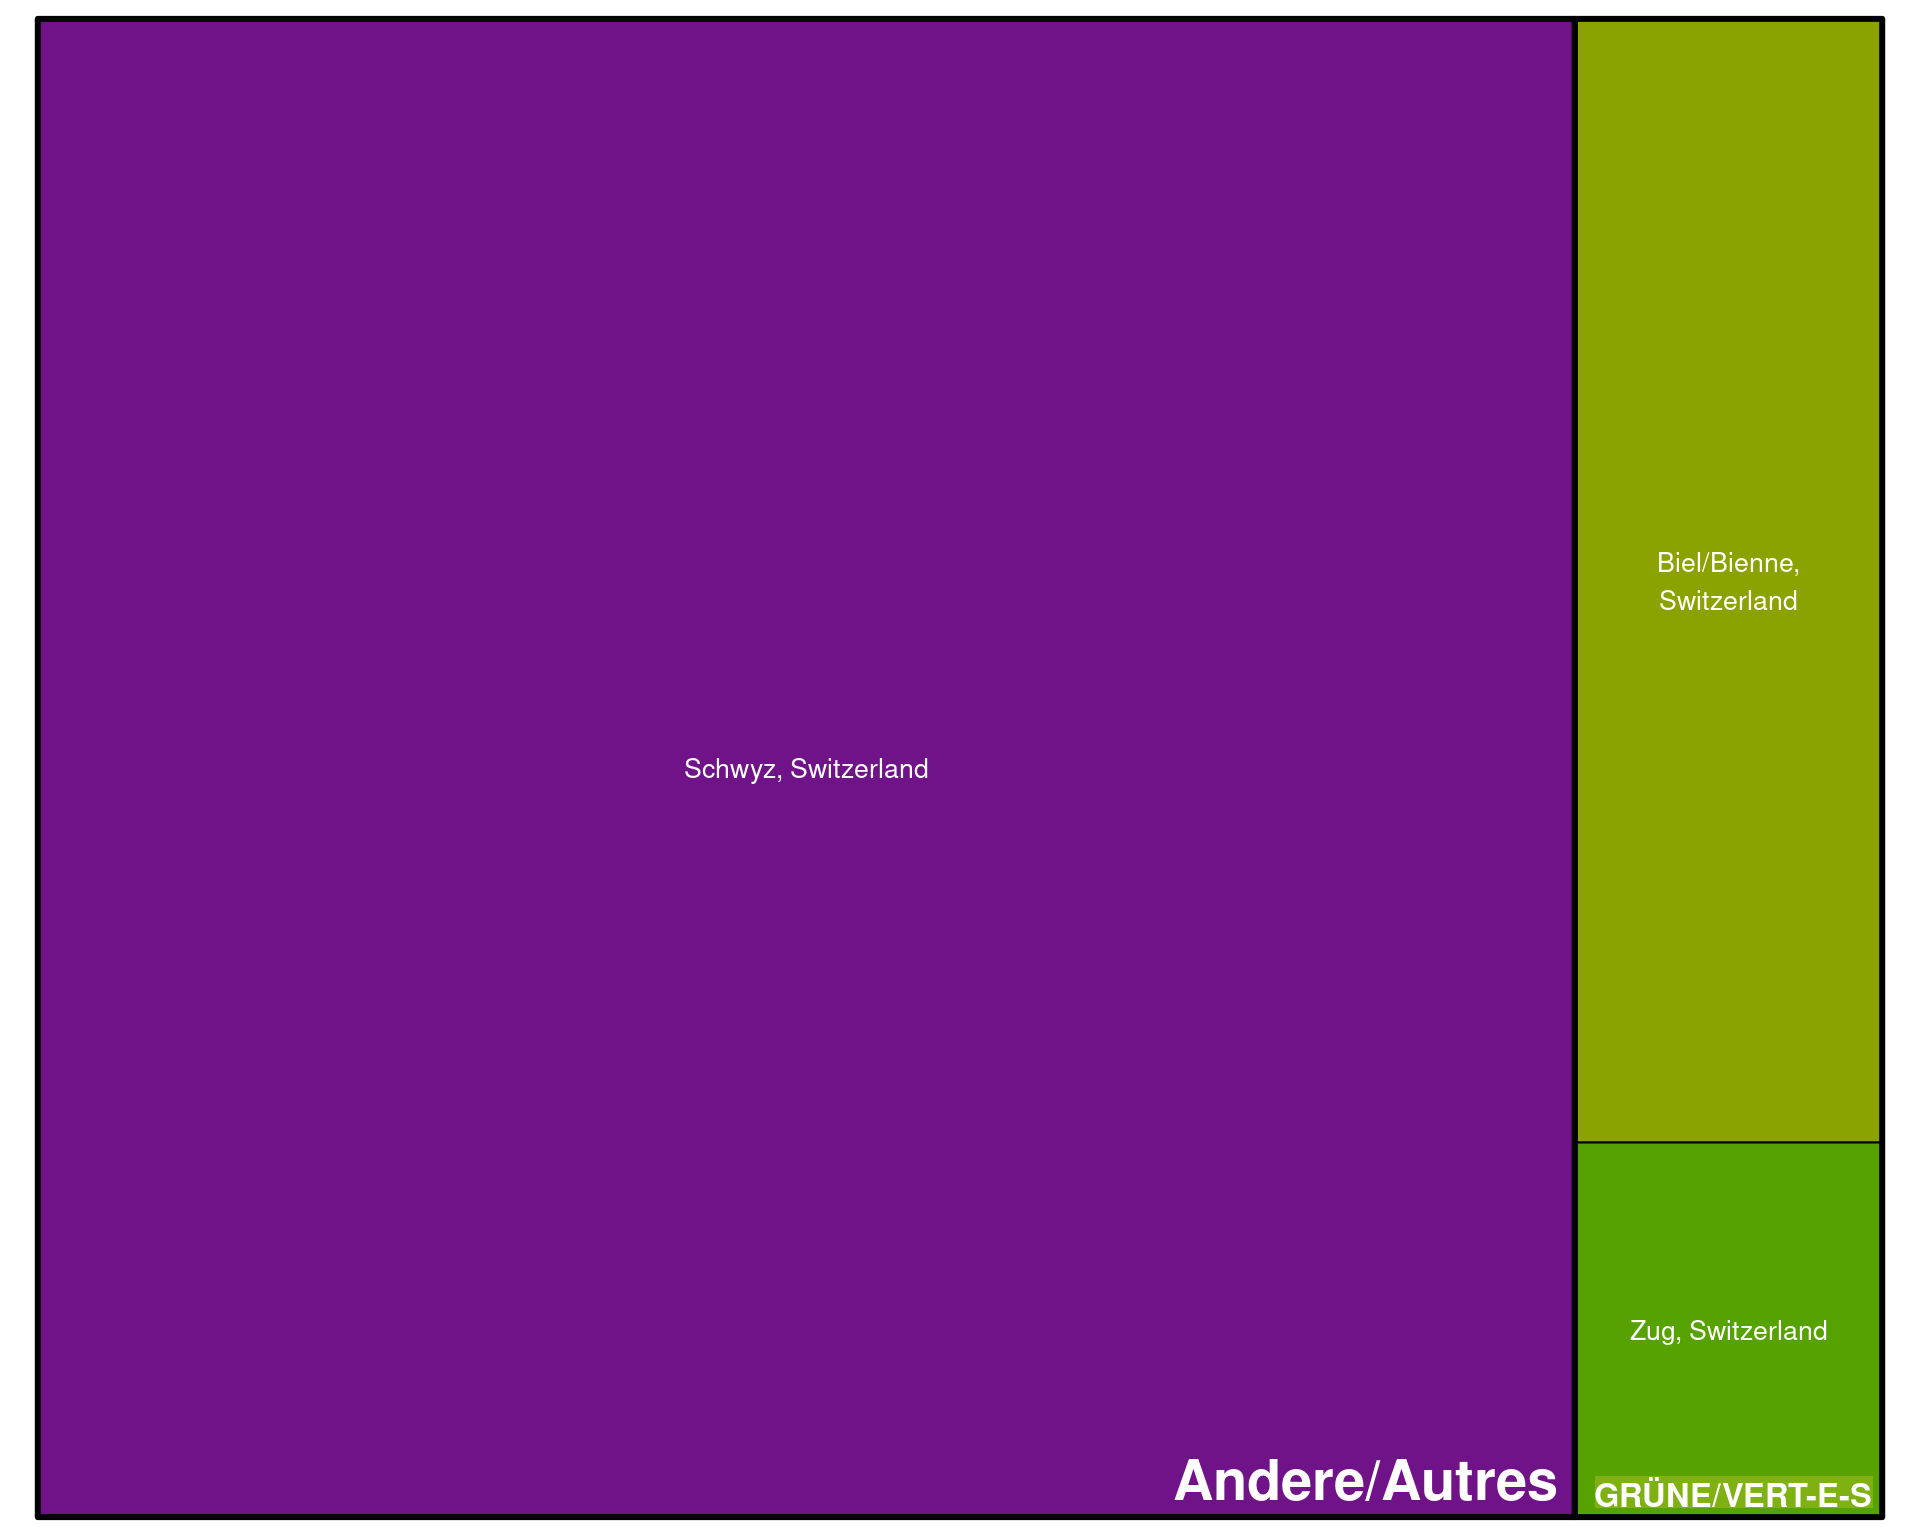 Schwyz, Switzerland
Andere/Autres
Biel/Bienne,
Switzerland
Zug, Switzerland
GRÜNE/VERT-E-S